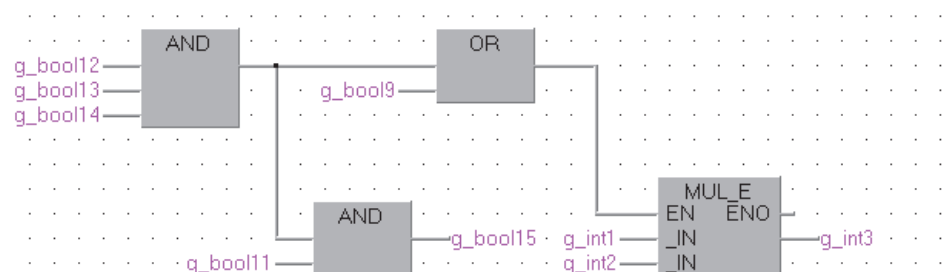 AND
OR
g_bool12
g_bool13
g_bool9
g_bool14
MUL_E
AND
EN ENO
g_bool15
g_int1
_IN
g_int3
g_bool11
g_int2
_IN